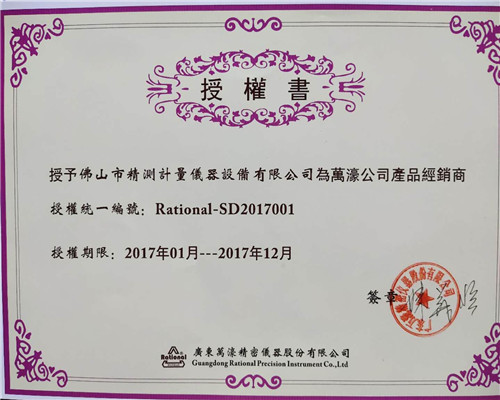 授權書
授予佛山市精测計量儀器設備有限公司為萬濠公司產品經銷商
授權統一編號：Rational-SD2017001
授權期限：2017年01月---2017年12月
簽章
Rational
廣東萬濠精密儀器股份有限公司
Guangdong Rational Precision Instrument Co.,Ltd